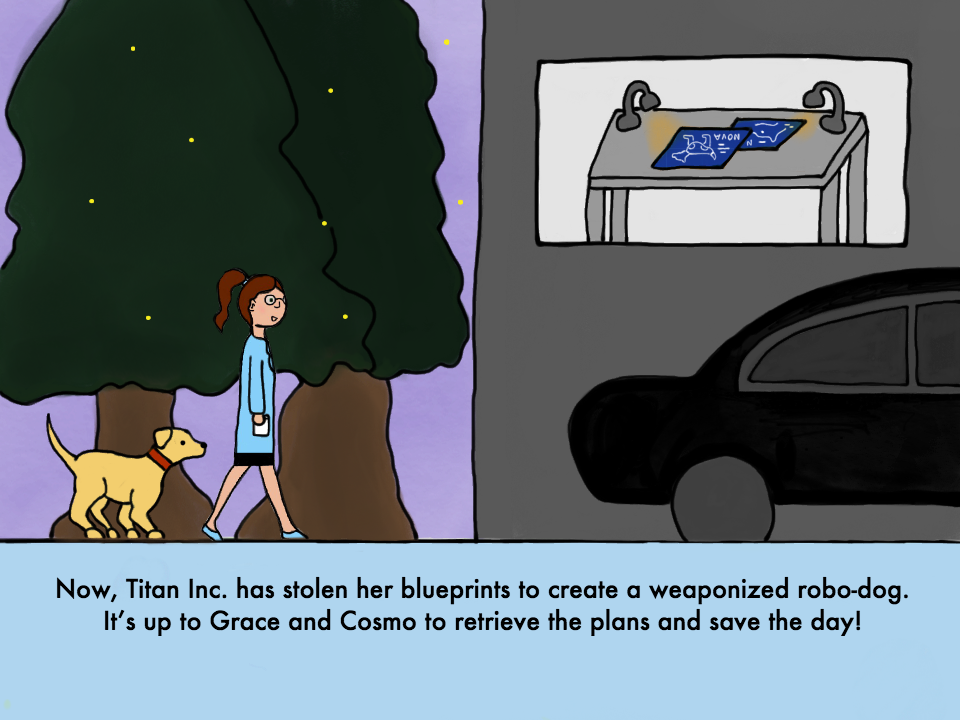 NOVA
N
Now, Titan Inc. has stolen her blueprints to create a weaponized robo-dog.
It's up to Grace and Cosmo to retrieve the plans and save the day!